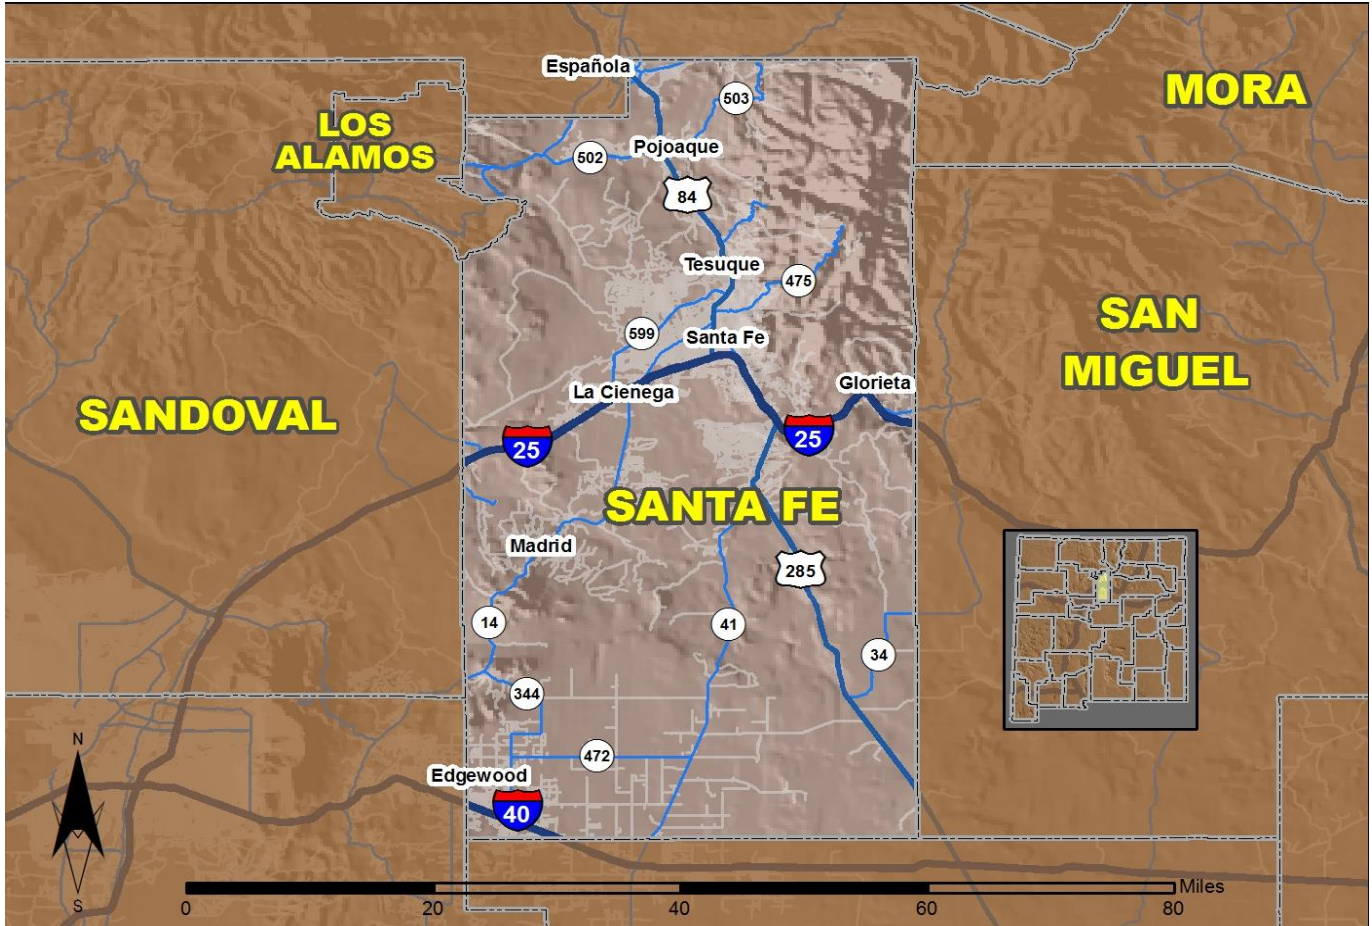 Española
MORA
503
LOS
ALAMOS
Pojoaque
502
84
Tesuque
475
SAN
MIGUEL
599
Santa Fe
Glorieta
La Cienega
SANDOVAL
25
25
SANTA FE
Madrid
285
14
41
34
344
N
472
Edgewood
40
S
Miles
0
20
40
60
80